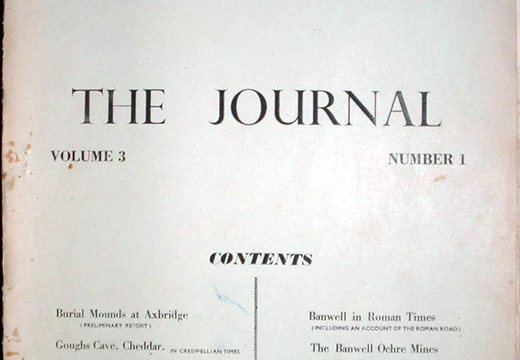 THE JOURNAL
VOLUME 3
NUMBER 1
CONTENTS
Burial Mounds at Axbridge
(PRELIMINARY REPORT)
Goughs Cave, Cheddar. IN CRESWELLIAN TIMES
Banwell in Roman Times
(INCLUDING AN ACCOUNT OF THE ROMAN ROAD)
The Banwell Ochre Mines